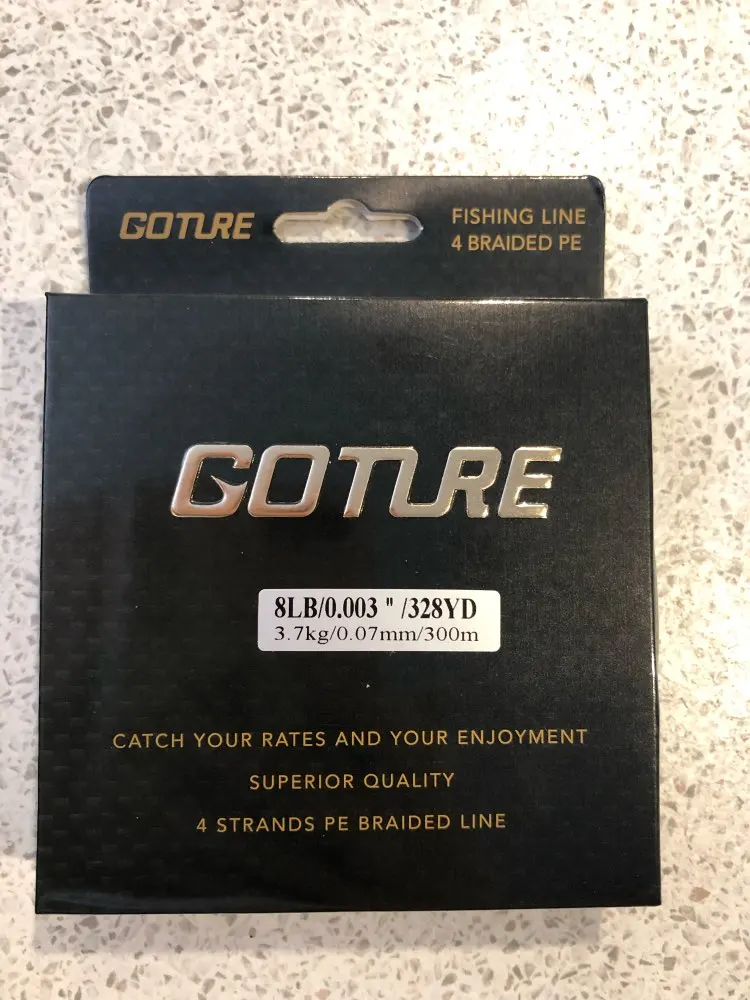 GOTURE
FISHING LINE
4 BRAIDED PE
GOTURE
8LB/0.003 " /328YD
3.7kg/0.07mm/300m
CATCH YOUR RATES AND YOUR ENJOYMENT
SUPERIOR QUALITY
4 STRANDS PE BRAIDED LINE